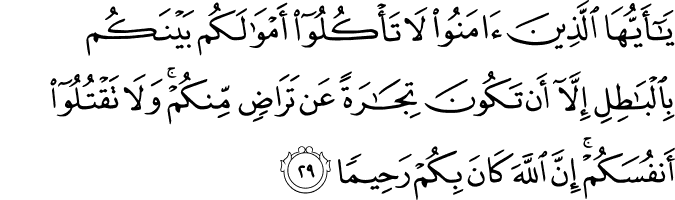 يَـٰٓأَيُّهَا ٱلَّذِينَ ءَامَنُوا۟ لَا تَأْكُلُوٓا۟ أَمْوَٰلَكُم بَيْنَكُم
بِٱلْبَـٰطِلِ إِلَّآ أَن تَكُونَ تِجَـٰرَةً عَن تَرَاضٍ مِّنكُمْ ۚ وَلَا تَقْتُلُوٓا۟
أَنفُسَكُمْ ۚ إِنَّ ٱللَّهَ كَانَ بِكُمْ رَحِيمًا ٢٩